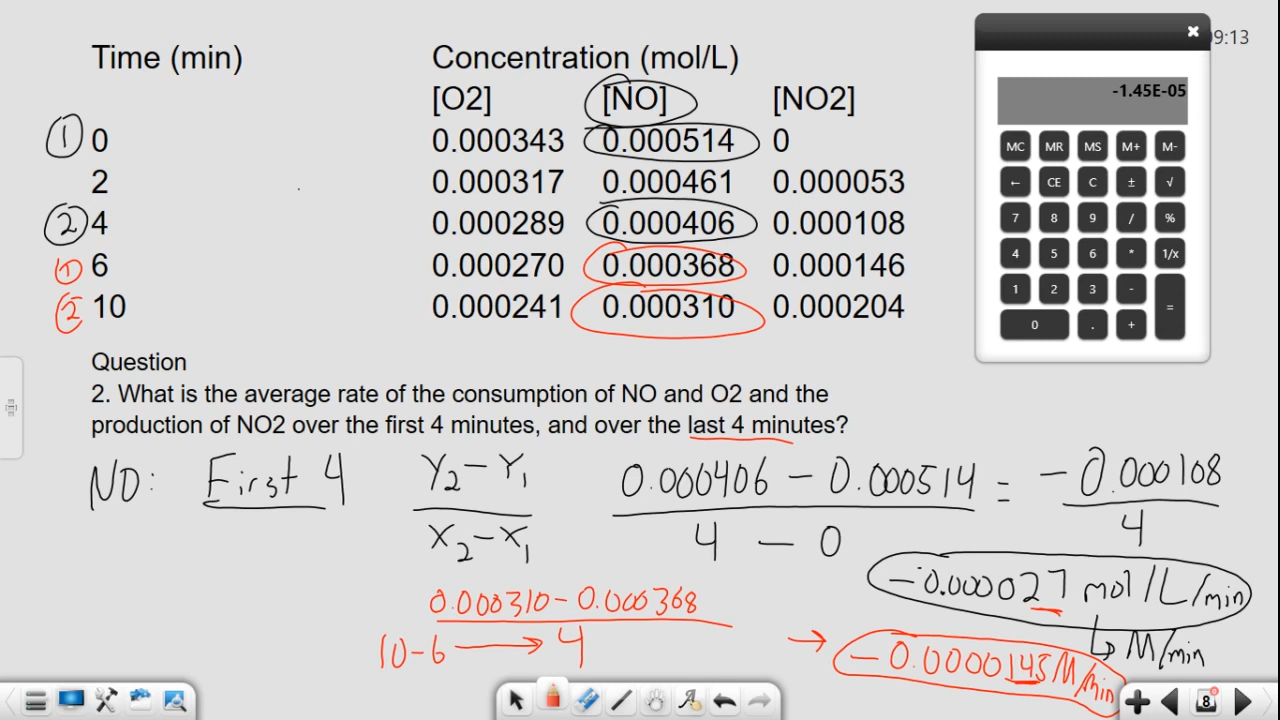 Time (min) Concentration (mol/L) 9:13
[O2] [NO] [NO2] -1.45E-05
① 0 0.000343 0.000514 0
2 0.000317 0.000461 0.000053
② 4 0.000289 0.000406 0.000108
① 6 0.000270 0.000368 0.000146
② 10 0.000241 0.000310 0.000204
MC MR MS M+ M-
← CE C ± √
7 8 9 / %
4 5 6 * 1/x
1 2 3 - =
0 . +
Question
2. What is the average rate of the consumption of NO and O2 and the
production of NO2 over the first 4 minutes, and over the last 4 minutes?
NO: First 4 Y2-Y1 0.000406 - 0.000514 = -0.000108
X2-X1 4 - 0 4
-0.000027 mol/L/min
↳ M/min
0.000310-0.000368
10-6 → 4 → -0.0000145M/min
8